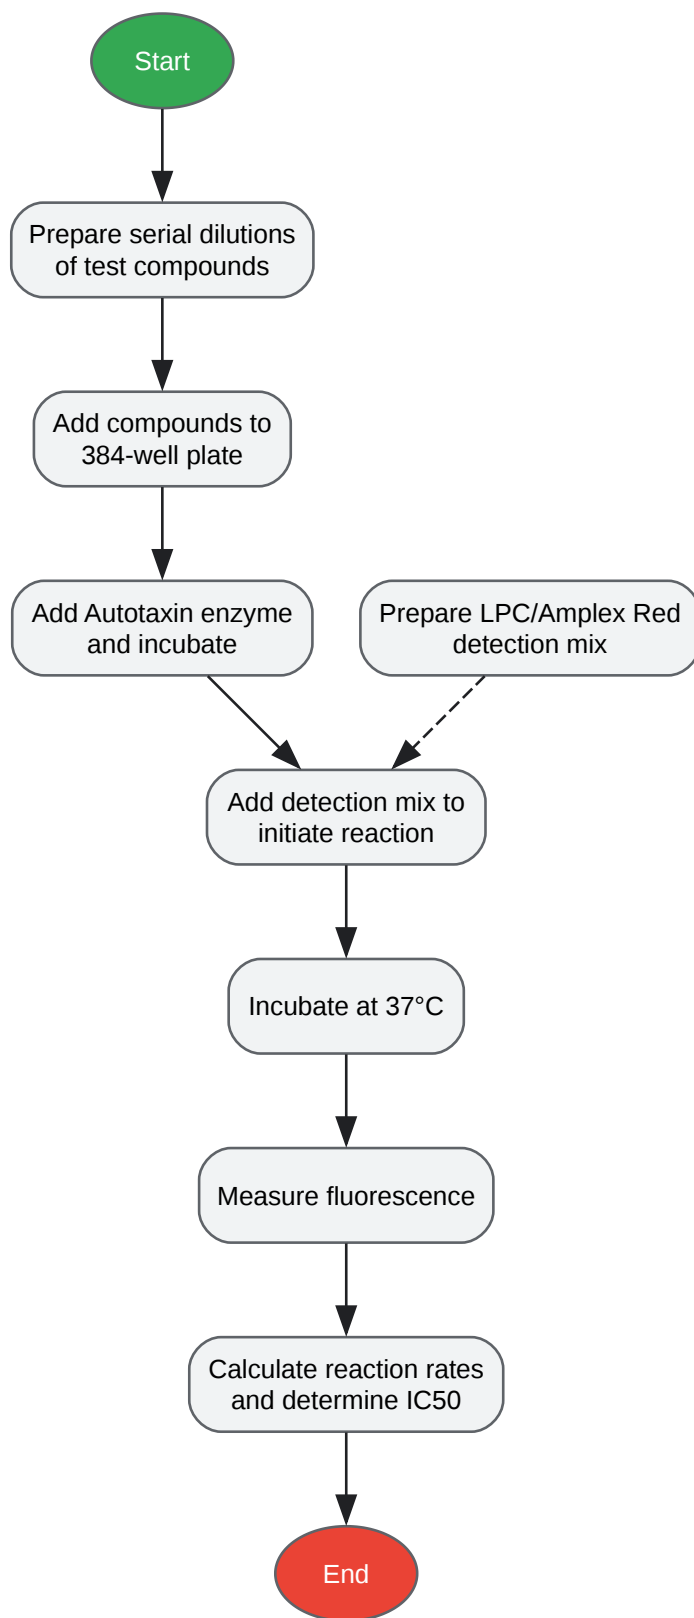 Start
Prepare serial dilutions
of test compounds
Add compounds to
384-well plate
Add Autotaxin enzyme
and incubate
Prepare LPC/Amplex Red
detection mix
Add detection mix to
initiate reaction
Incubate at 37°C
Measure fluorescence
Calculate reaction rates
and determine IC50
End